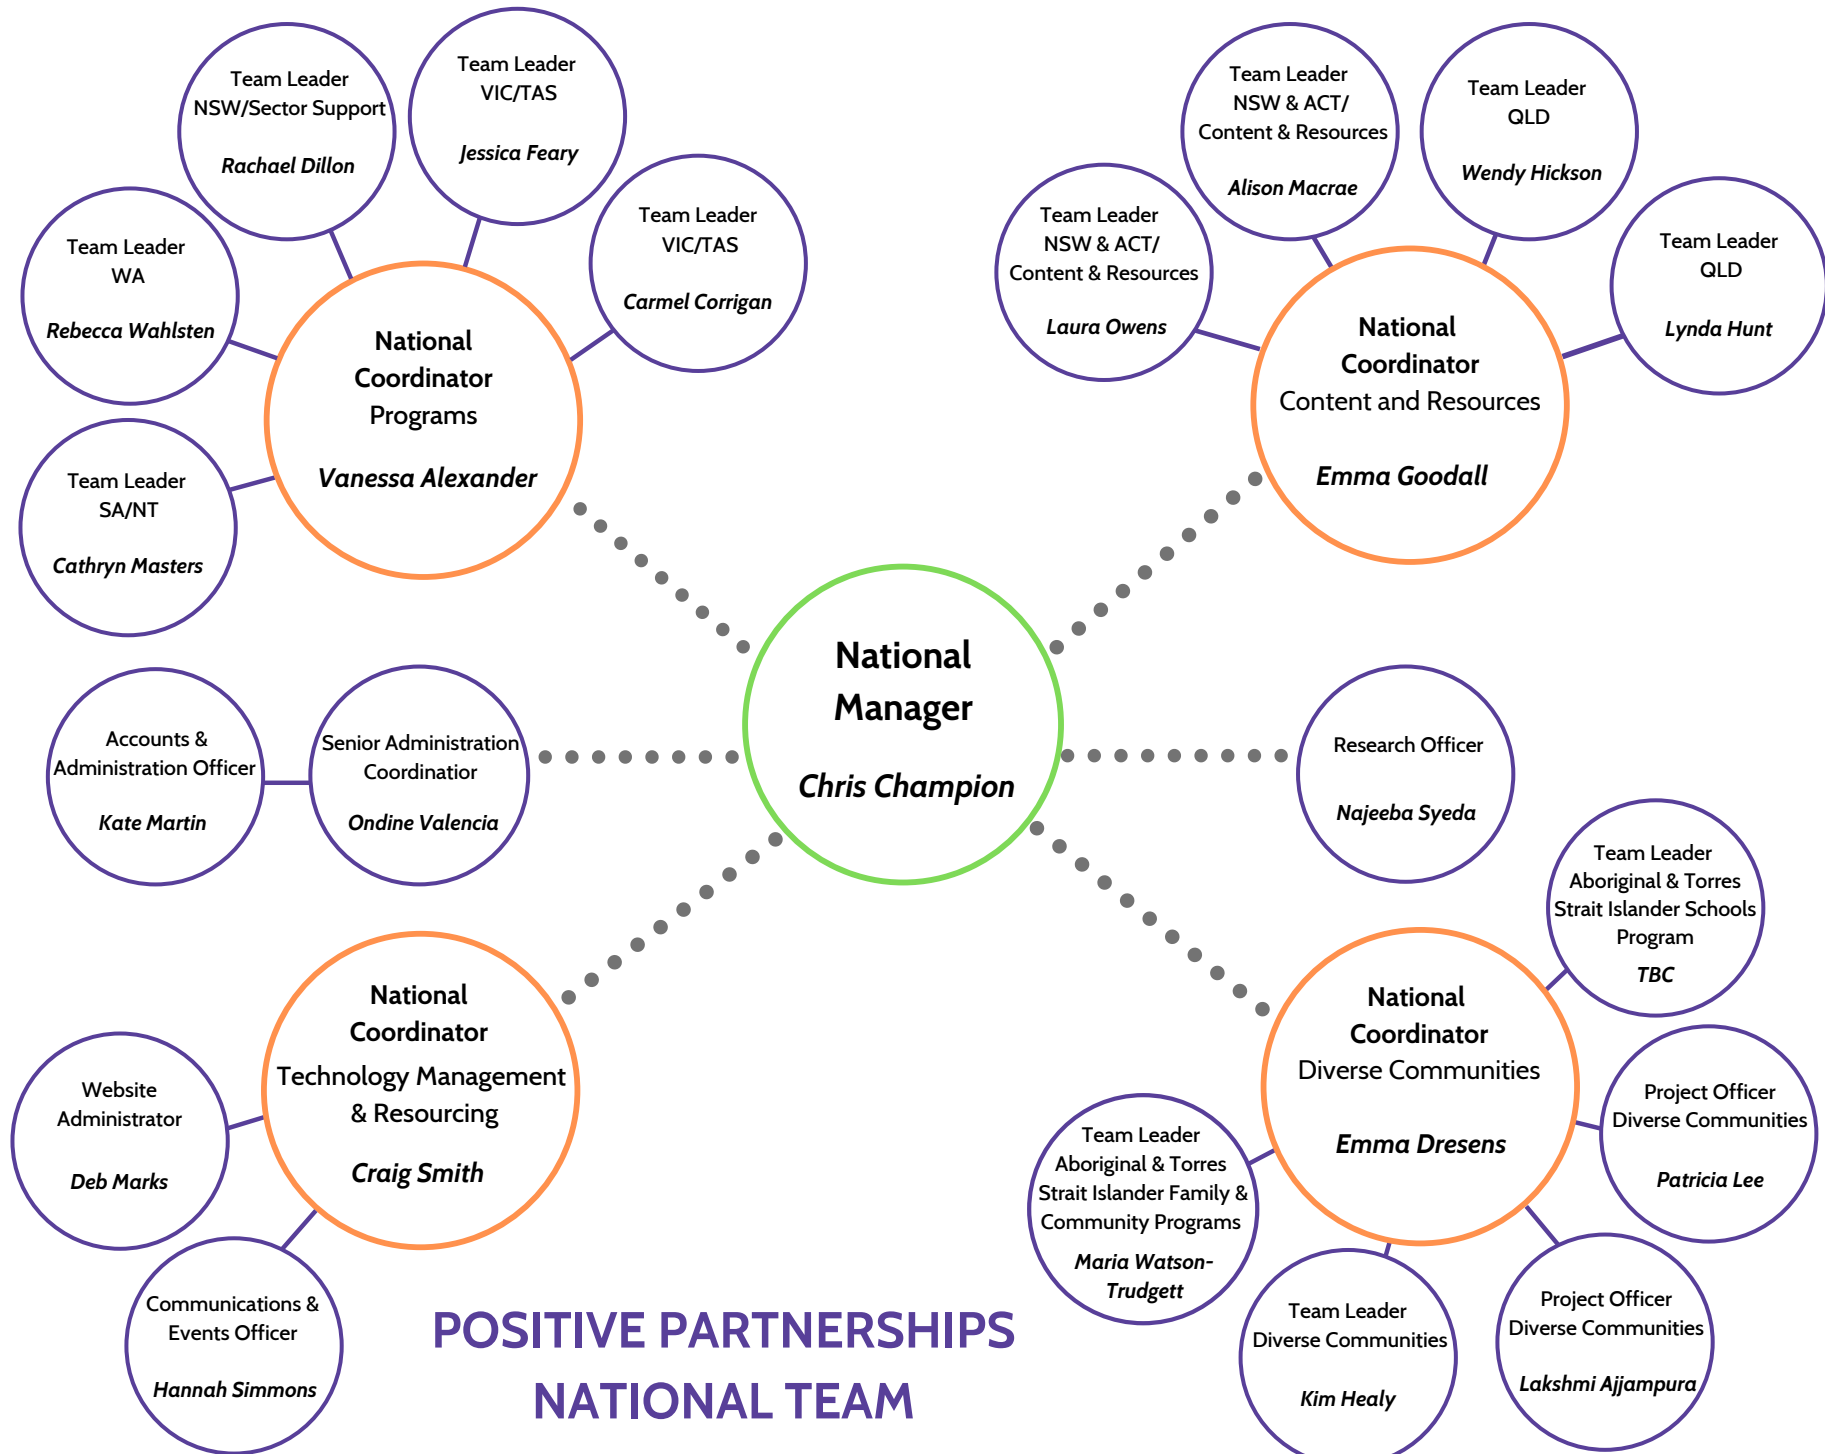 Team Leader
NSW/Sector Support
Rachael Dillon
Team Leader
VIC/TAS
Jessica Feary
Team Leader
VIC/TAS
Carmel Corrigan
Team Leader
WA
Rebecca Wahlsten
Team Leader
SA/NT
Cathryn Masters
National
Coordinator
Programs
Vanessa Alexander
Team Leader
NSW & ACT/
Content & Resources
Alison Macrae
Team Leader
QLD
Wendy Hickson
Team Leader
NSW & ACT/
Content & Resources
Laura Owens
Team Leader
QLD
Lynda Hunt
National
Coordinator
Content and Resources
Emma Goodall
National
Manager
Chris Champion
Accounts &
Administration Officer
Kate Martin
Senior Administration
Coordinatior
Ondine Valencia
Research Officer
Najeeba Syeda
National
Coordinator
Technology Management
& Resourcing
Craig Smith
Website
Administrator
Deb Marks
Communications &
Events Officer
Hannah Simmons
Team Leader
Aboriginal & Torres
Strait Islander Schools
Program
TBC
National
Coordinator
Diverse Communities
Emma Dresens
Project Officer
Diverse Communities
Patricia Lee
Team Leader
Aboriginal & Torres
Strait Islander Family &
Community Programs
Maria Watson-
Trudgett
Team Leader
Diverse Communities
Kim Healy
Project Officer
Diverse Communities
Lakshmi Ajjampura
POSITIVE PARTNERSHIPS
NATIONAL TEAM